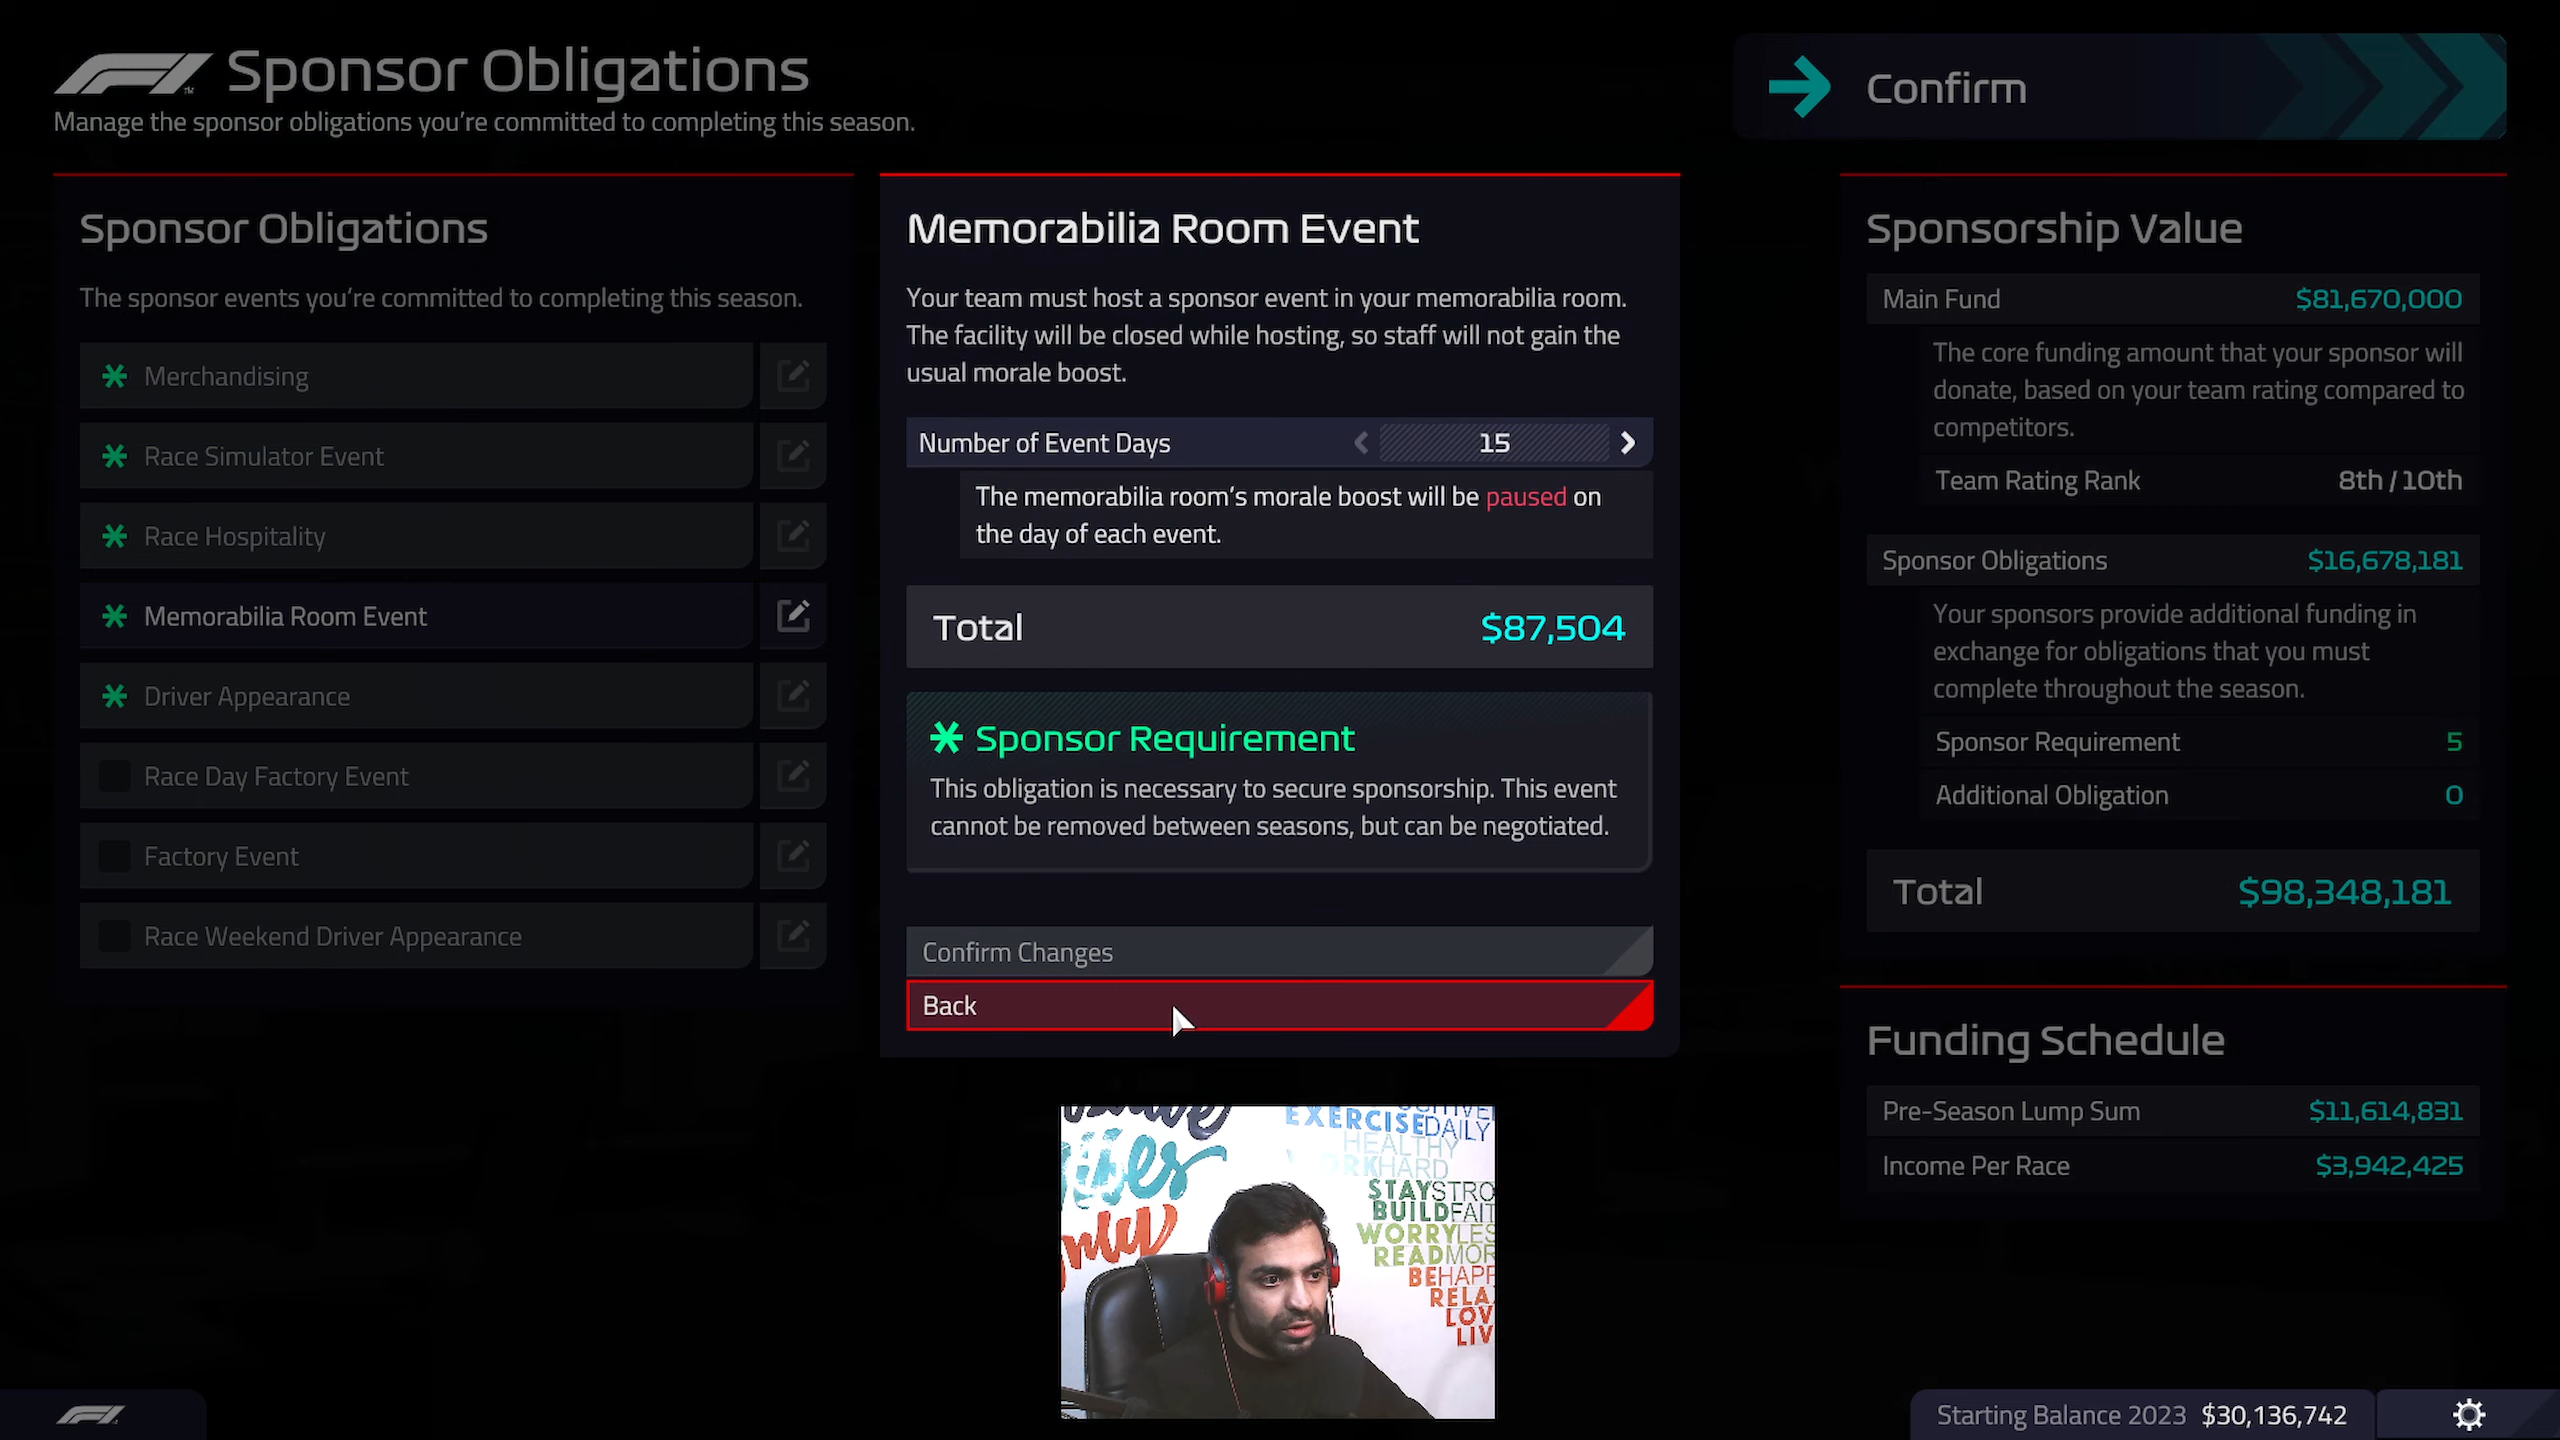 Sponsor Obligations
Manage the sponsor obligations you're committed to completing this season.
Confirm
Sponsor Obligations
The sponsor events you're committed to completing this season.
Merchandising
Race Simulator Event
Race Hospitality
Memorabilia Room Event
Driver Appearance
Race Day Factory Event
Factory Event
Race Weekend Driver Appearance
Memorabilia Room Event
Your team must host a sponsor event in your memorabilia room.
The facility will be closed while hosting, so staff will not gain the
usual morale boost.
Number of Event Days 15
The memorabilia room's morale boost will be paused on
the day of each event.
Total $87,504
Sponsor Requirement
This obligation is necessary to secure sponsorship. This event
cannot be removed between seasons, but can be negotiated.
Confirm Changes
Back
Sponsorship Value
Main Fund $81,670,000
The core funding amount that your sponsor will
donate, based on your team rating compared to
competitors.
Team Rating Rank 8th / 10th
Sponsor Obligations $16,678,181
Your sponsors provide additional funding in
exchange for obligations that you must
complete throughout the season.
Sponsor Requirement 5
Additional Obligation 0
Total $98,348,181
Funding Schedule
Pre-Season Lump Sum $11,614,831
Income Per Race $3,942,425
EXERCISE DAILY
HEALTHY
HARD
STAY STRO
BUILD FAIT
WORRY LES
READ MOR
BE HAPP
RELA
LOV
LIV
Starting Balance 2023 $30,136,742